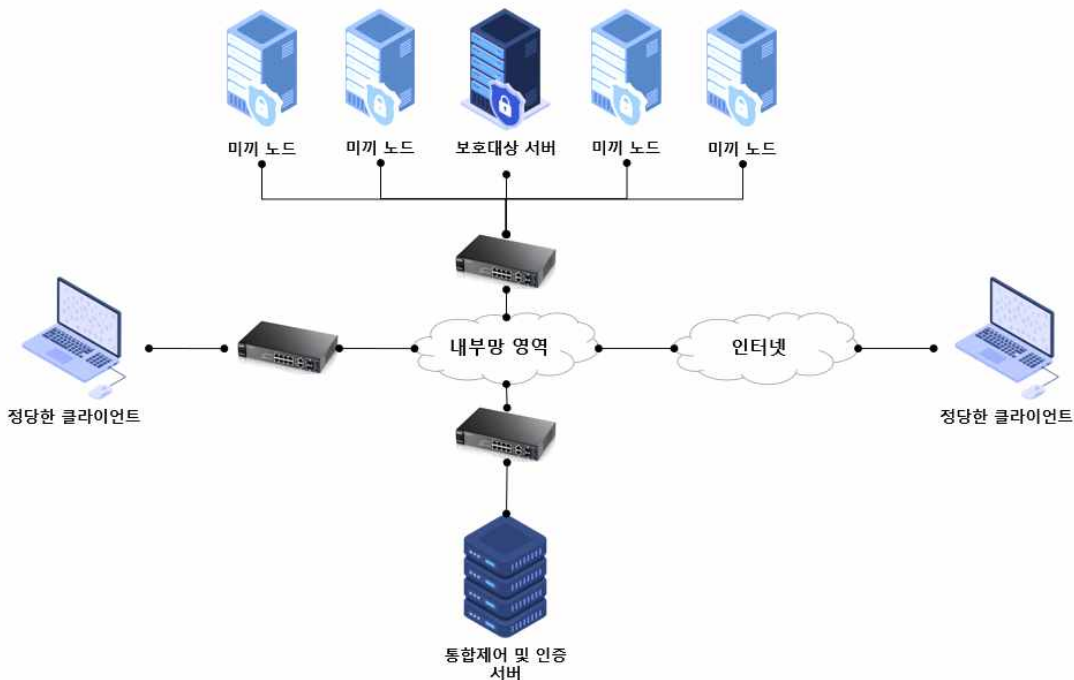 미끼 노드
미끼 노드
보호대상 서버
미끼 노드
미끼 노드
내부망 영역
인터넷
정당한 클라이언트
정당한 클라이언트
통합제어 및 인증
서버